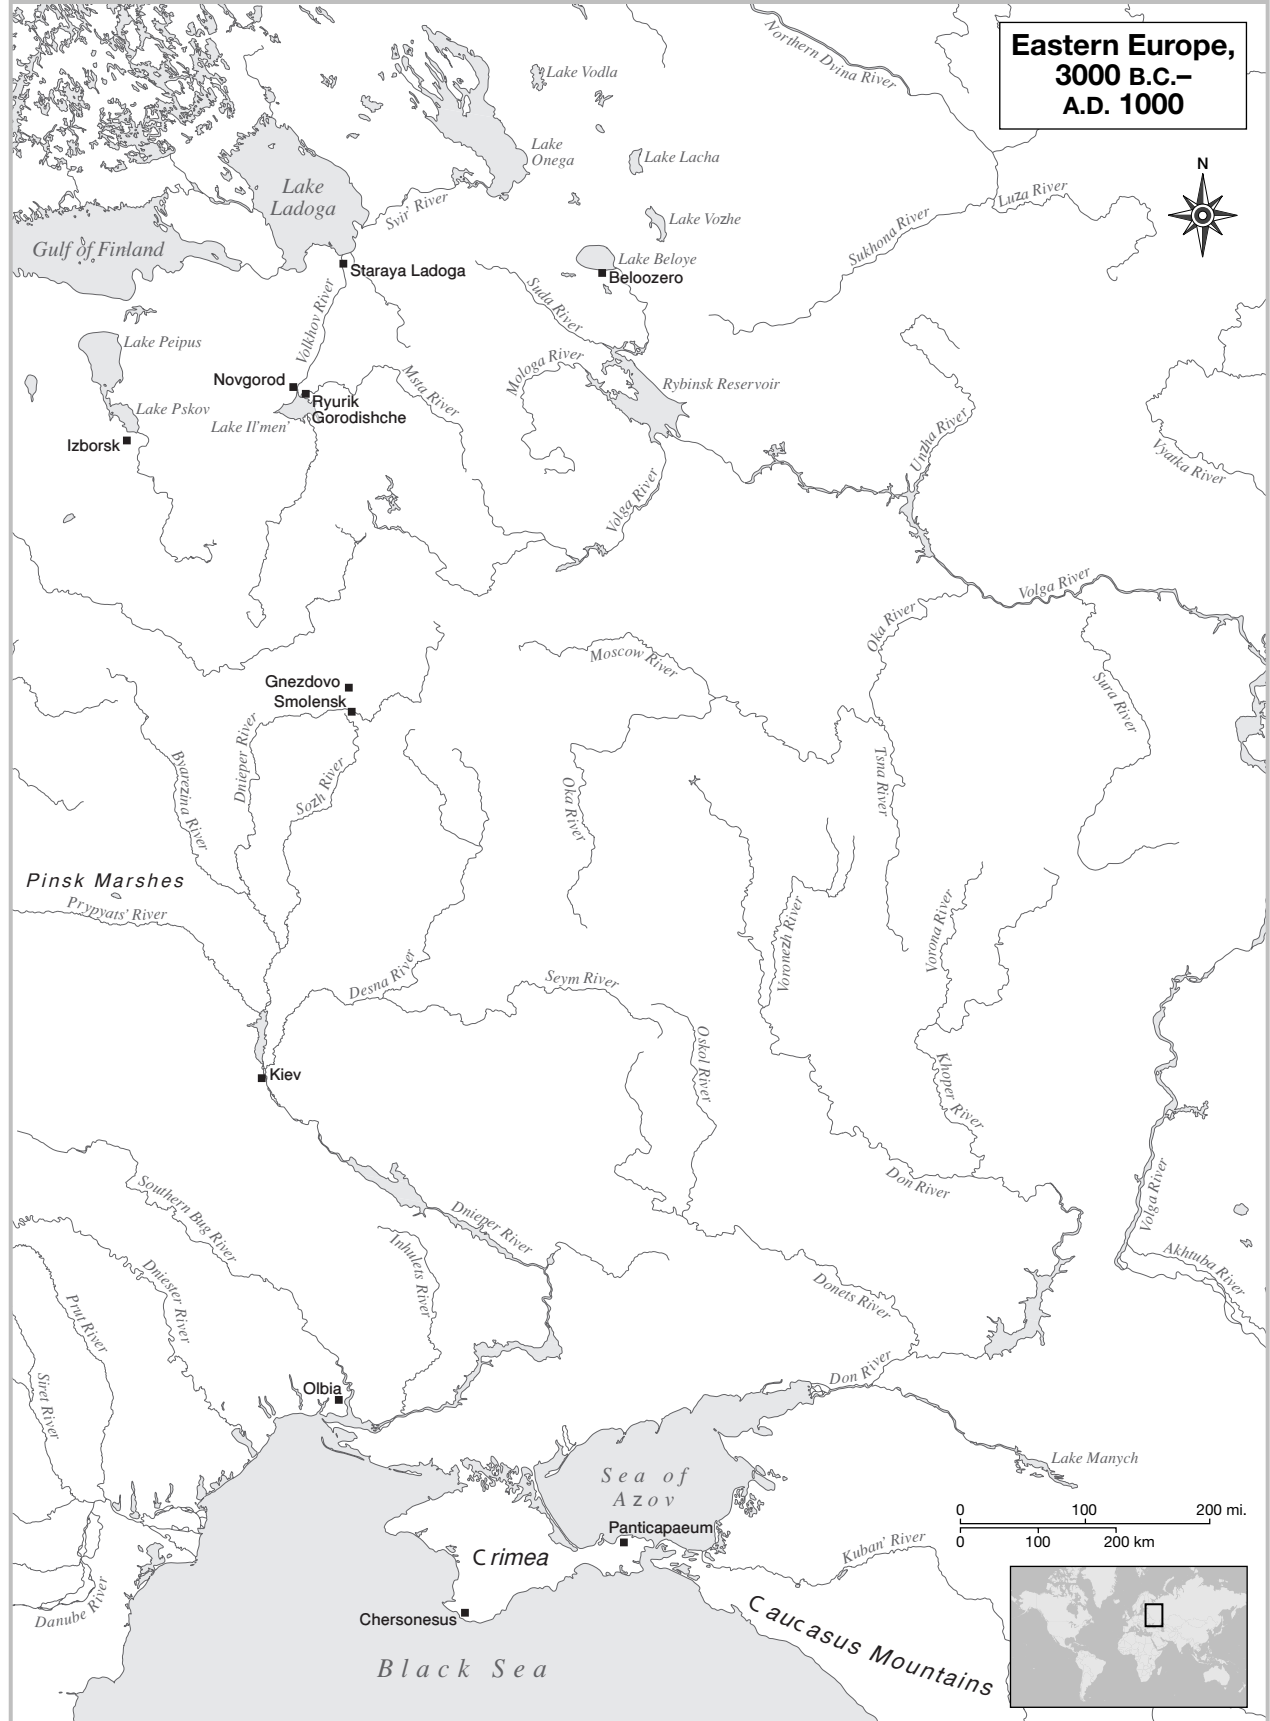 Eastern Europe,
3000 B.C.–
A.D. 1000
Northern Dvina River
Lake Vodla
Lake
Onega
Lake Lacha
N
Lake
Ladoga
Svir' River
Luza River
Lake Vozhe
Sukhona River
Gulf of Finland
Lake Beloye
Staraya Ladoga
Beloozero
Suda River
Volkhov River
Lake Peipus
Mologa River
Novgorod
Msta River
Rybinsk Reservoir
Ryurik
Gorodishche
Lake Pskov
Lake Il'men'
Izborsk
Unzha River
Vyatka River
Volga River
Volga River
Oka River
Moscow River
Gnezdovo
Smolensk
Sura River
Dnieper River
Byarezina River
Sozh River
Oka River
Tsna River
Pinsk Marshes
Prypyats' River
Voronezh River
Vorona River
Desna River
Seym River
Oskol River
Khoper River
Kiev
Don River
Southern Bug River
Dnieper River
Inhulets River
Volga River
Akhtuba River
Dniester River
Prut River
Donets River
Siret River
Olbia
Don River
Lake Manych
Sea of
Azov
0 100 200 mi.
0 100 200 km
Panticapaeum
Crimea
Kuban' River
Danube River
Chersonesus
Caucasus Mountains
Black Sea